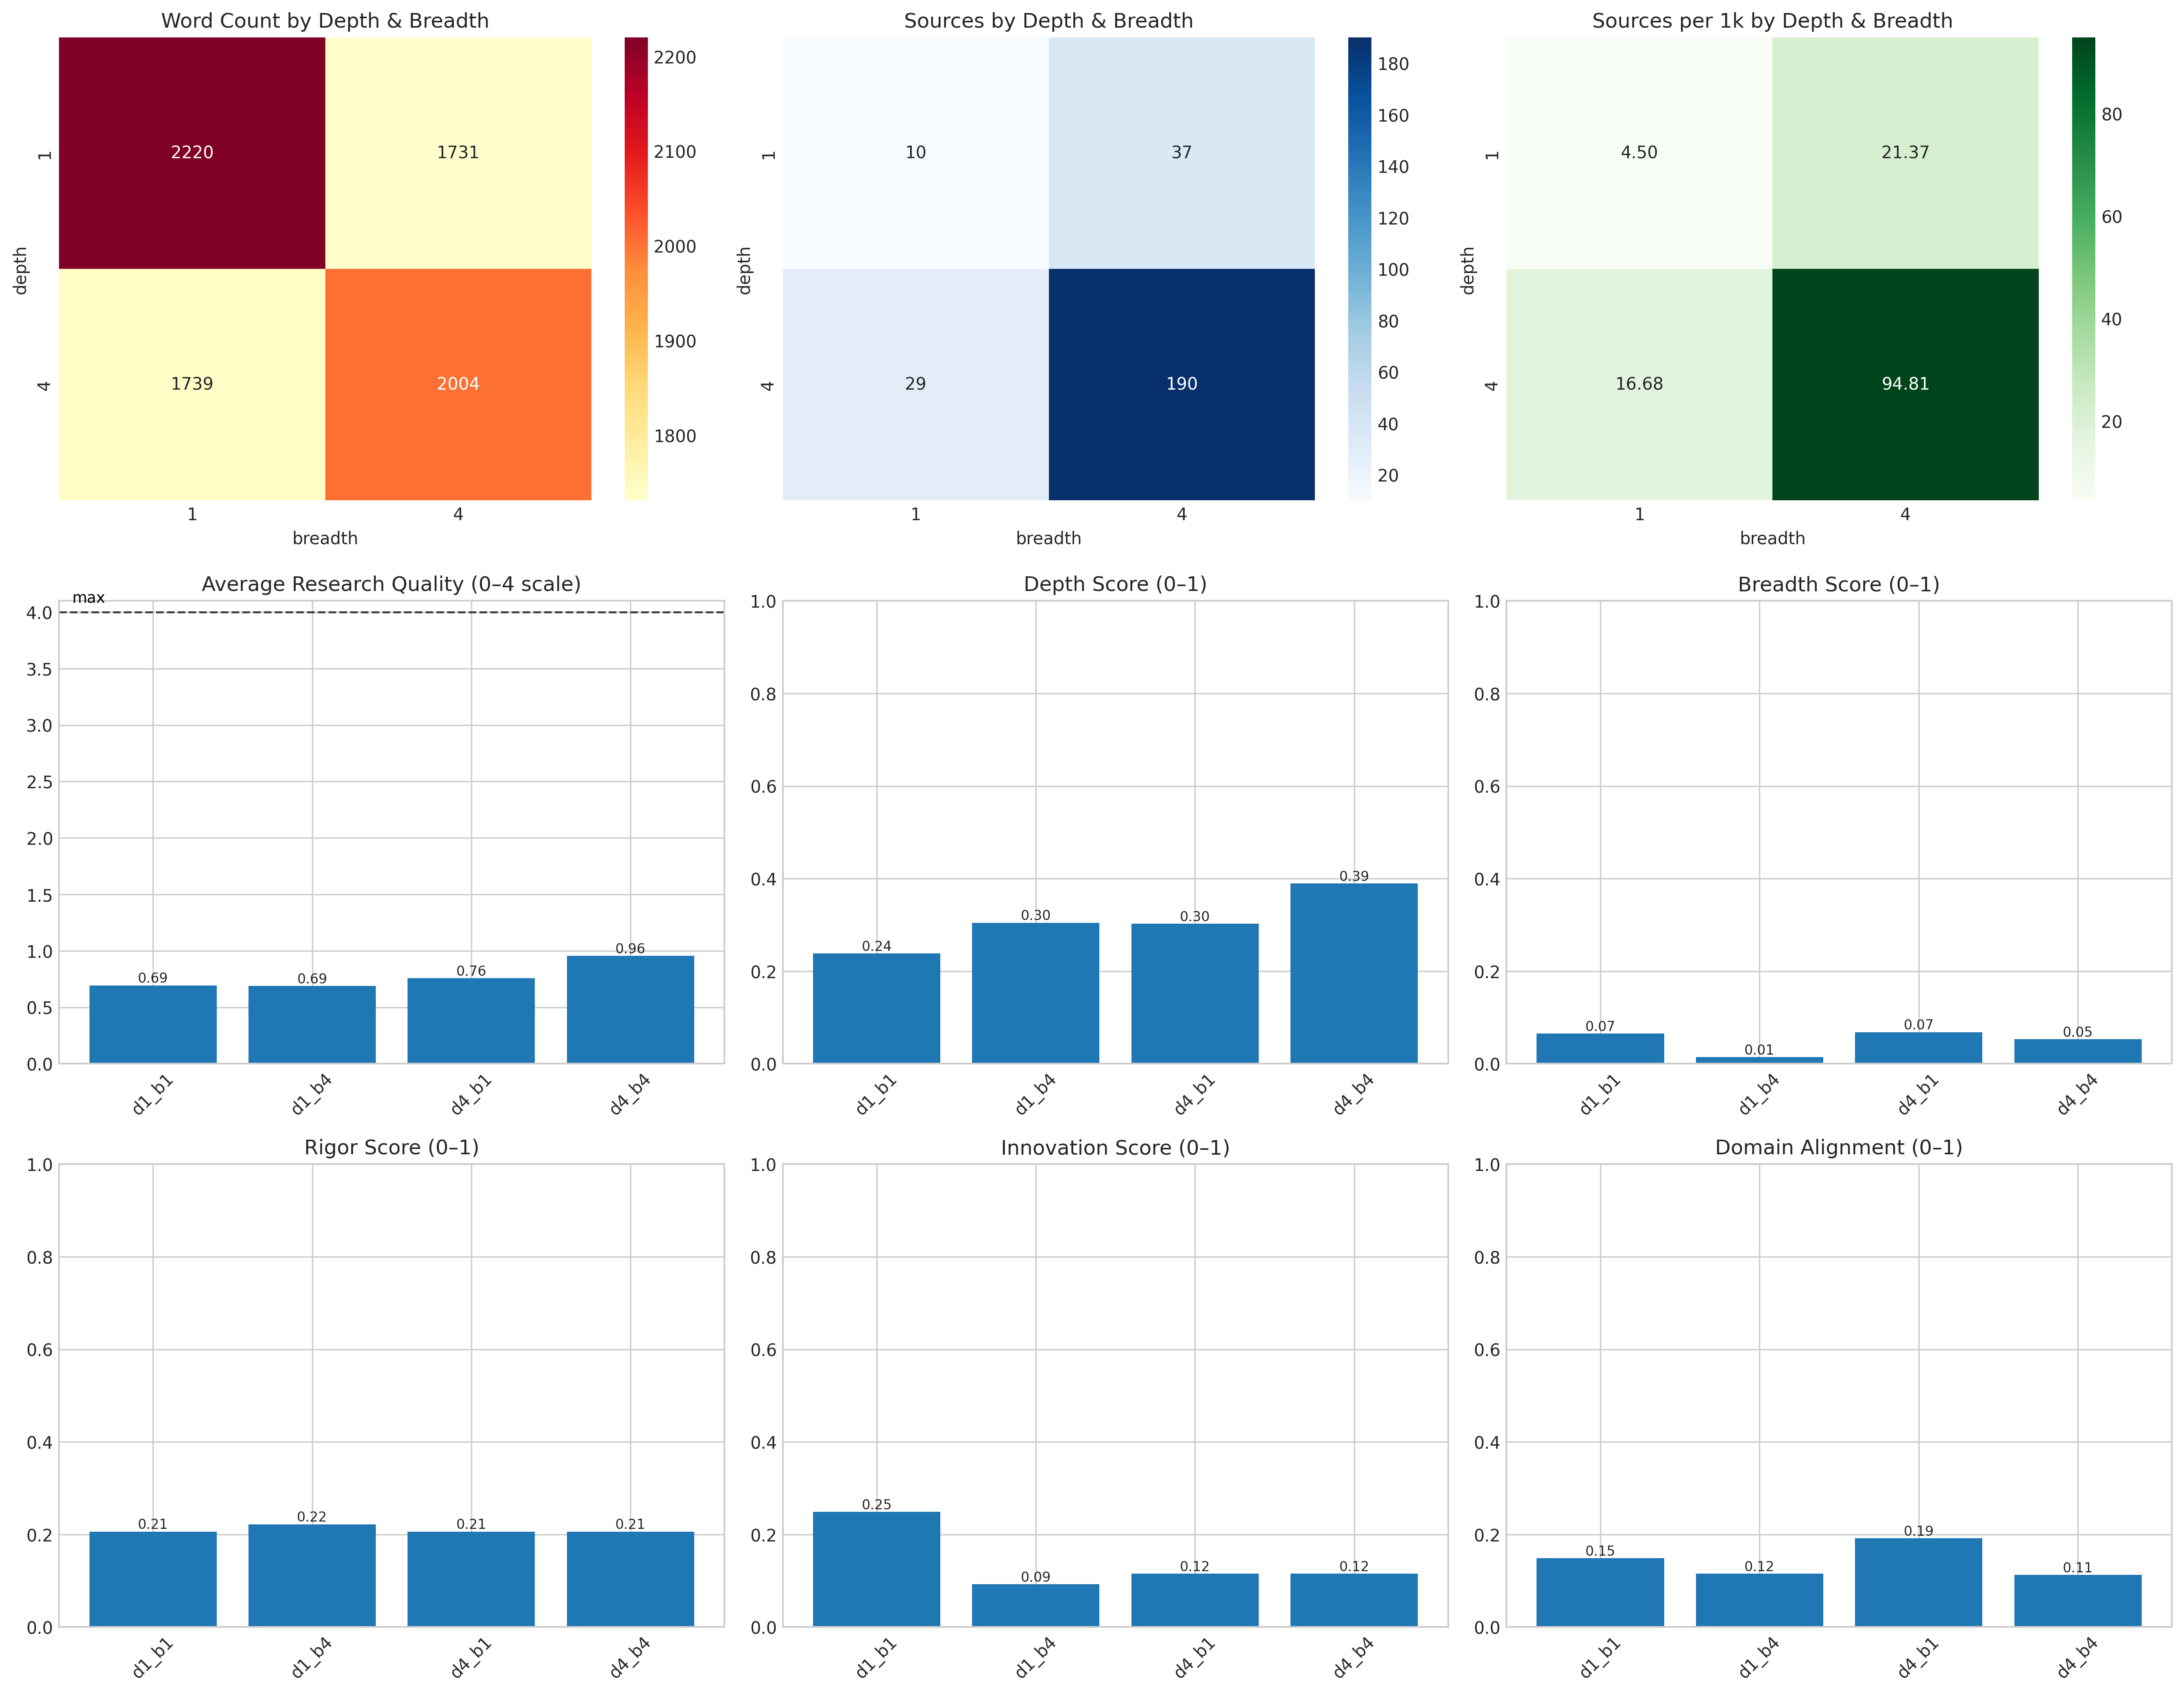 Word Count by Depth & Breadth
2220 1731
1739 2004
1
4
depth
1 4
breadth
2200
2100
2000
1900
1800
Sources by Depth & Breadth
10 37
29 190
1
4
depth
1 4
breadth
180
160
140
120
100
80
60
40
20
Sources per 1k by Depth & Breadth
4.50 21.37
16.68 94.81
1
4
depth
1 4
breadth
80
60
40
20
Average Research Quality (0–4 scale)
max
4.0
3.5
3.0
2.5
2.0
1.5
1.0
0.5
0.0
0.69 0.69 0.76 0.96
d1_b1 d1_b4 d4_b1 d4_b4
Depth Score (0–1)
1.0
0.8
0.6
0.4
0.2
0.0
0.24 0.30 0.30 0.39
d1_b1 d1_b4 d4_b1 d4_b4
Breadth Score (0–1)
1.0
0.8
0.6
0.4
0.2
0.0
0.07 0.01 0.07 0.05
d1_b1 d1_b4 d4_b1 d4_b4
Rigor Score (0–1)
1.0
0.8
0.6
0.4
0.2
0.0
0.21 0.22 0.21 0.21
d1_b1 d1_b4 d4_b1 d4_b4
Innovation Score (0–1)
1.0
0.8
0.6
0.4
0.2
0.0
0.25 0.09 0.12 0.12
d1_b1 d1_b4 d4_b1 d4_b4
Domain Alignment (0–1)
1.0
0.8
0.6
0.4
0.2
0.0
0.15 0.12 0.19 0.11
d1_b1 d1_b4 d4_b1 d4_b4